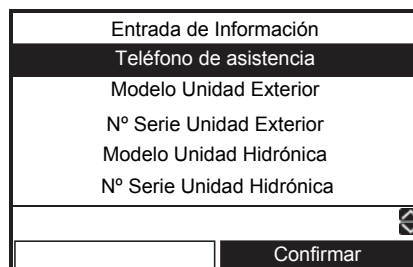 Entrada de Información
Teléfono de asistencia
Modelo Unidad Exterior
Nº Serie Unidad Exterior
Modelo Unidad Hidrónica
Nº Serie Unidad Hidrónica
Confirmar